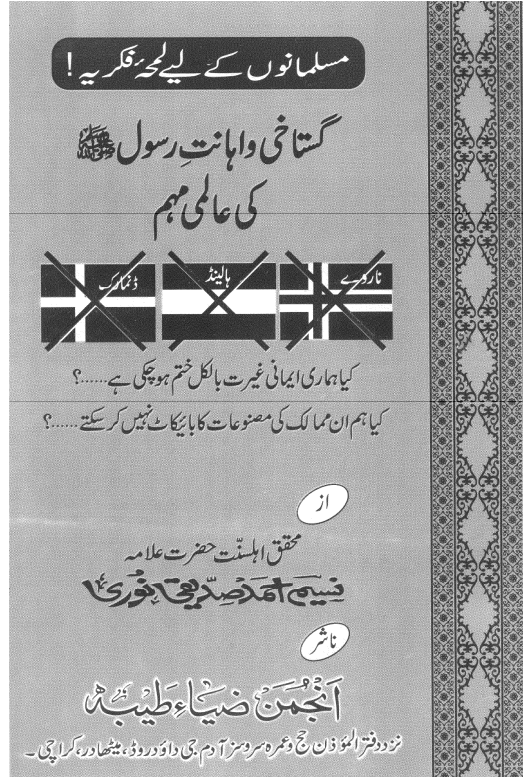 مسلمانوں کے لیے لمحۂ فکریہ !
گستاخی و اہانتِ رسول ﷺ
کی عالمی مہم
ناروے
ہالینڈ
ڈنمارک
کیا ہماری ایمانی غیرت بالکل ختم ہو چکی ہے......؟
کیا ہم ان ممالک کی مصنوعات کا بائیکاٹ نہیں کر سکتے......؟
از
محقق اہلسنّت حضرت علامہ
نسیم احمد صدیقی نوری
ناشر
انجمن ضیاءِ طیبہ
نزد دفتر المؤذن حج و عمرہ سروسز آدم جی داؤد روڈ، میٹھادر، کراچی۔